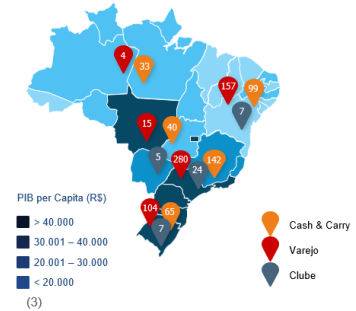 4
33
157
99
7
15
40
5
280
24
142
104
65
7
PIB per Capita (R$)
> 40.000
30.001 – 40.000
20.001 – 30.000
< 20.000
(3)
Cash & Carry
Varejo
Clube